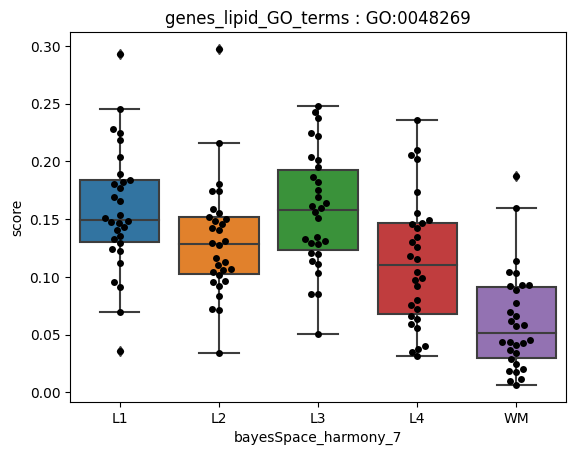 genes_lipid_GO_terms : GO:0048269
score
0.30
0.25
0.20
0.15
0.10
0.05
0.00
L1 L2 L3 L4 WM
bayesSpace_harmony_7